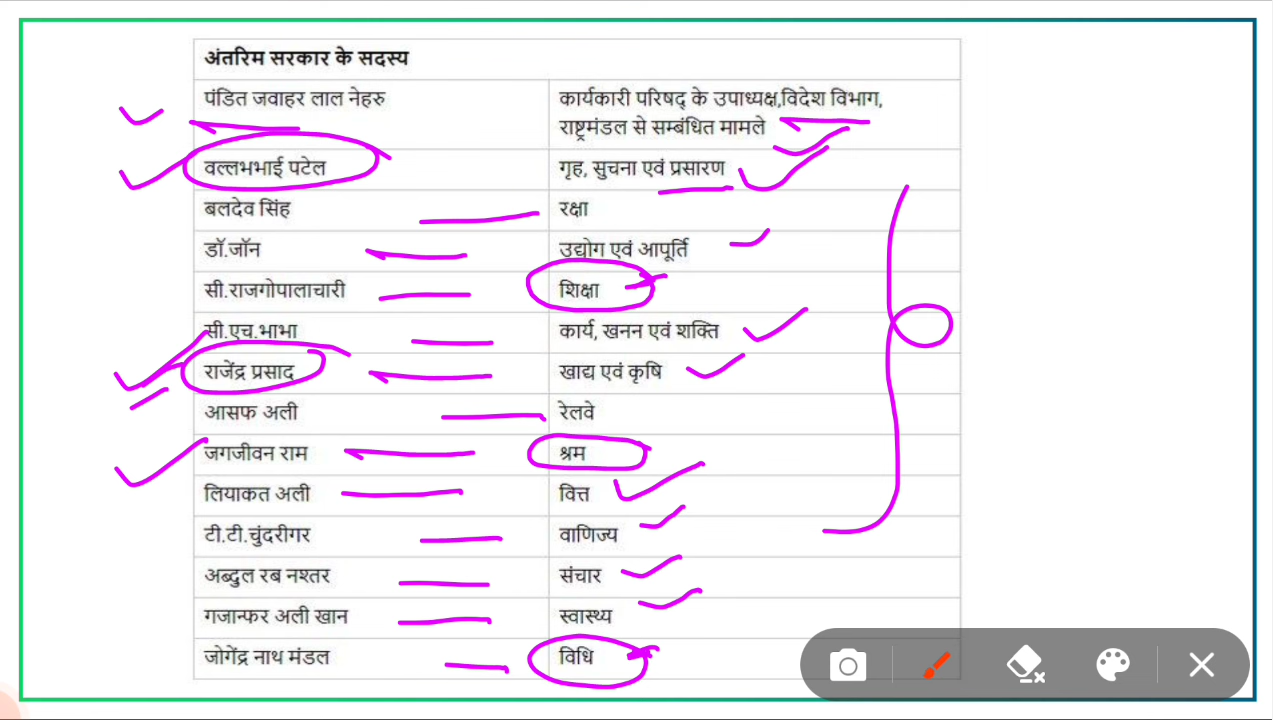 अंतरिम सरकार के सदस्य
पंडित जवाहर लाल नेहरु
कार्यकारी परिषद् के उपाध्यक्ष,विदेश विभाग,
राष्ट्रमंडल से सम्बंधित मामले
वल्लभभाई पटेल
गृह, सुचना एवं प्रसारण
बलदेव सिंह
रक्षा
डॉ.जॉन
उद्योग एवं आपूर्ति
सी.राजगोपालाचारी
शिक्षा
सी.एच.भाभा
कार्य, खनन एवं शक्ति
राजेंद्र प्रसाद
खाद्य एवं कृषि
आसफ अली
रेलवे
जगजीवन राम
श्रम
लियाकत अली
वित्त
टी.टी.चुंदरीगर
वाणिज्य
अब्दुल रब नश्तर
संचार
गजान्फर अली खान
स्वास्थ्य
जोगेंद्र नाथ मंडल
विधि